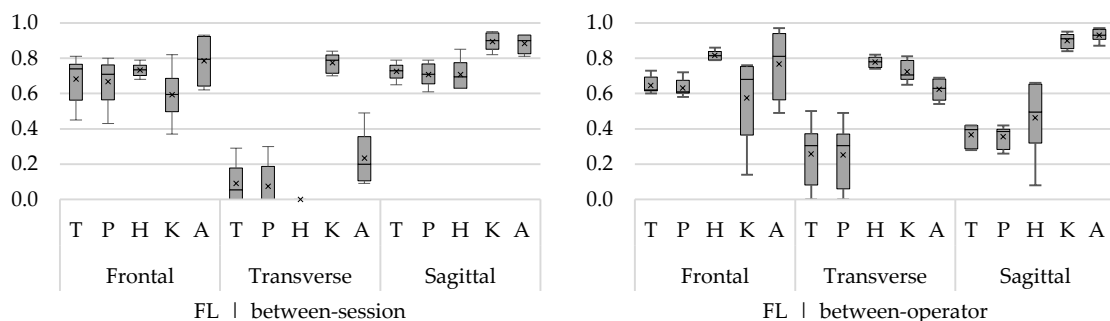 1.0
0.8
0.6
0.4
0.2
0.0
T P H K A T P H K A T P H K A
Frontal Transverse Sagittal
FL | between-session
1.0
0.8
0.6
0.4
0.2
0.0
T P H K A T P H K A T P H K A
Frontal Transverse Sagittal
FL | between-operator